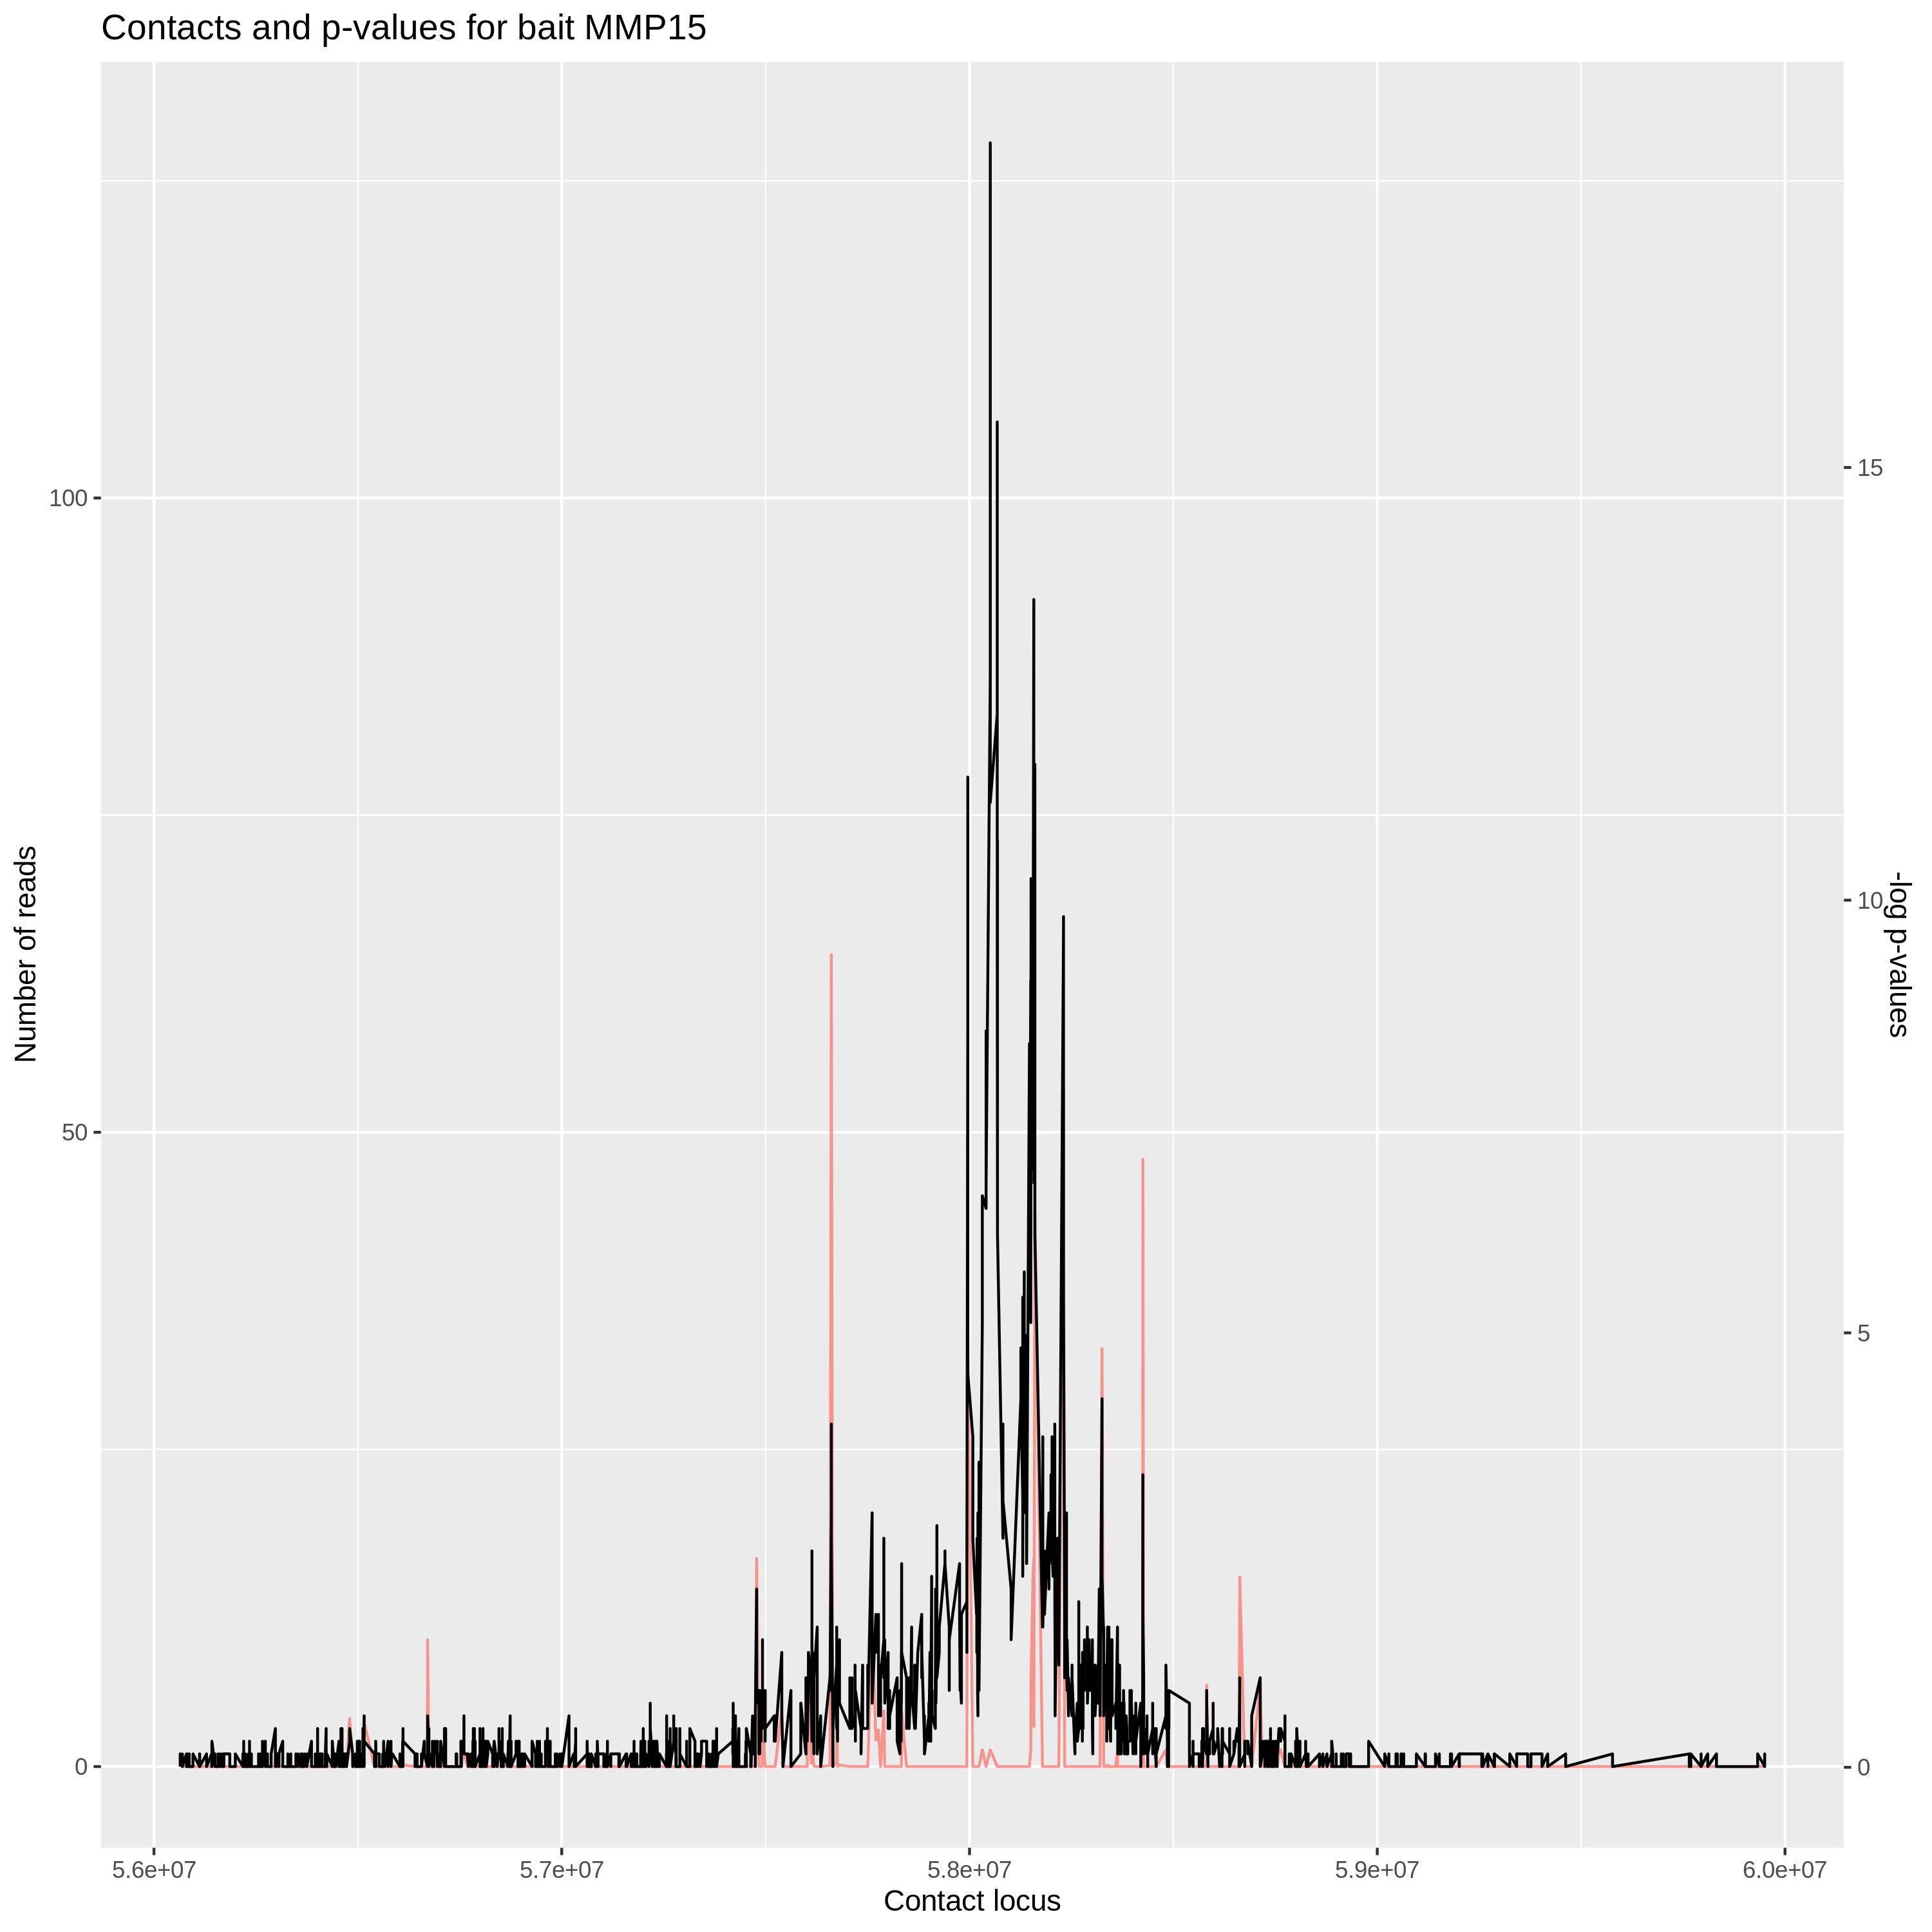 Contacts and p-values for bait MMP15
Number of reads
100
50
0
15
10
5
0
-log p-values
5.6e+07
5.7e+07
5.8e+07
5.9e+07
6.0e+07
Contact locus